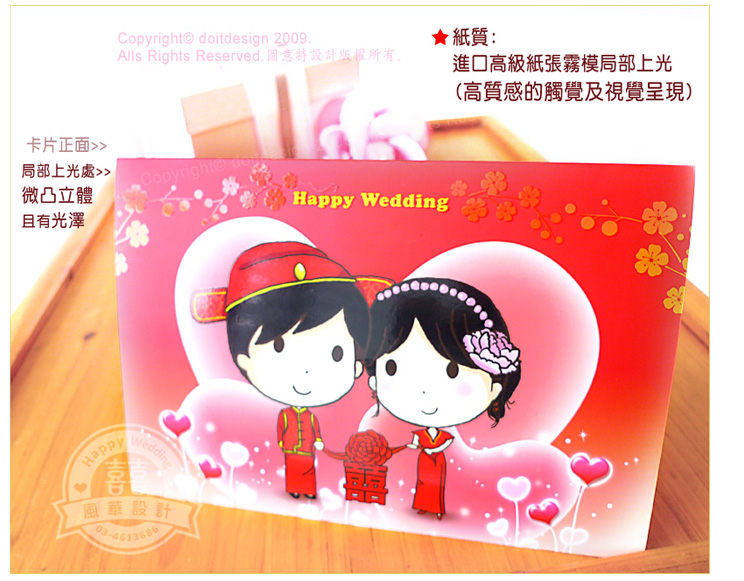 Copyright© doitdesign 2009.
Alls Rights Reserved.圖意特設計版權所有.
★紙質:
進口高級紙張霧模局部上光
(高質感的觸覺及視覺呈現)
卡片正面>>
局部上光處>>
微凸立體
且有光澤
Copyright© doitdesign
Happy Wedding
囍
Happy Wedding
囍
風華設計
03-4613686